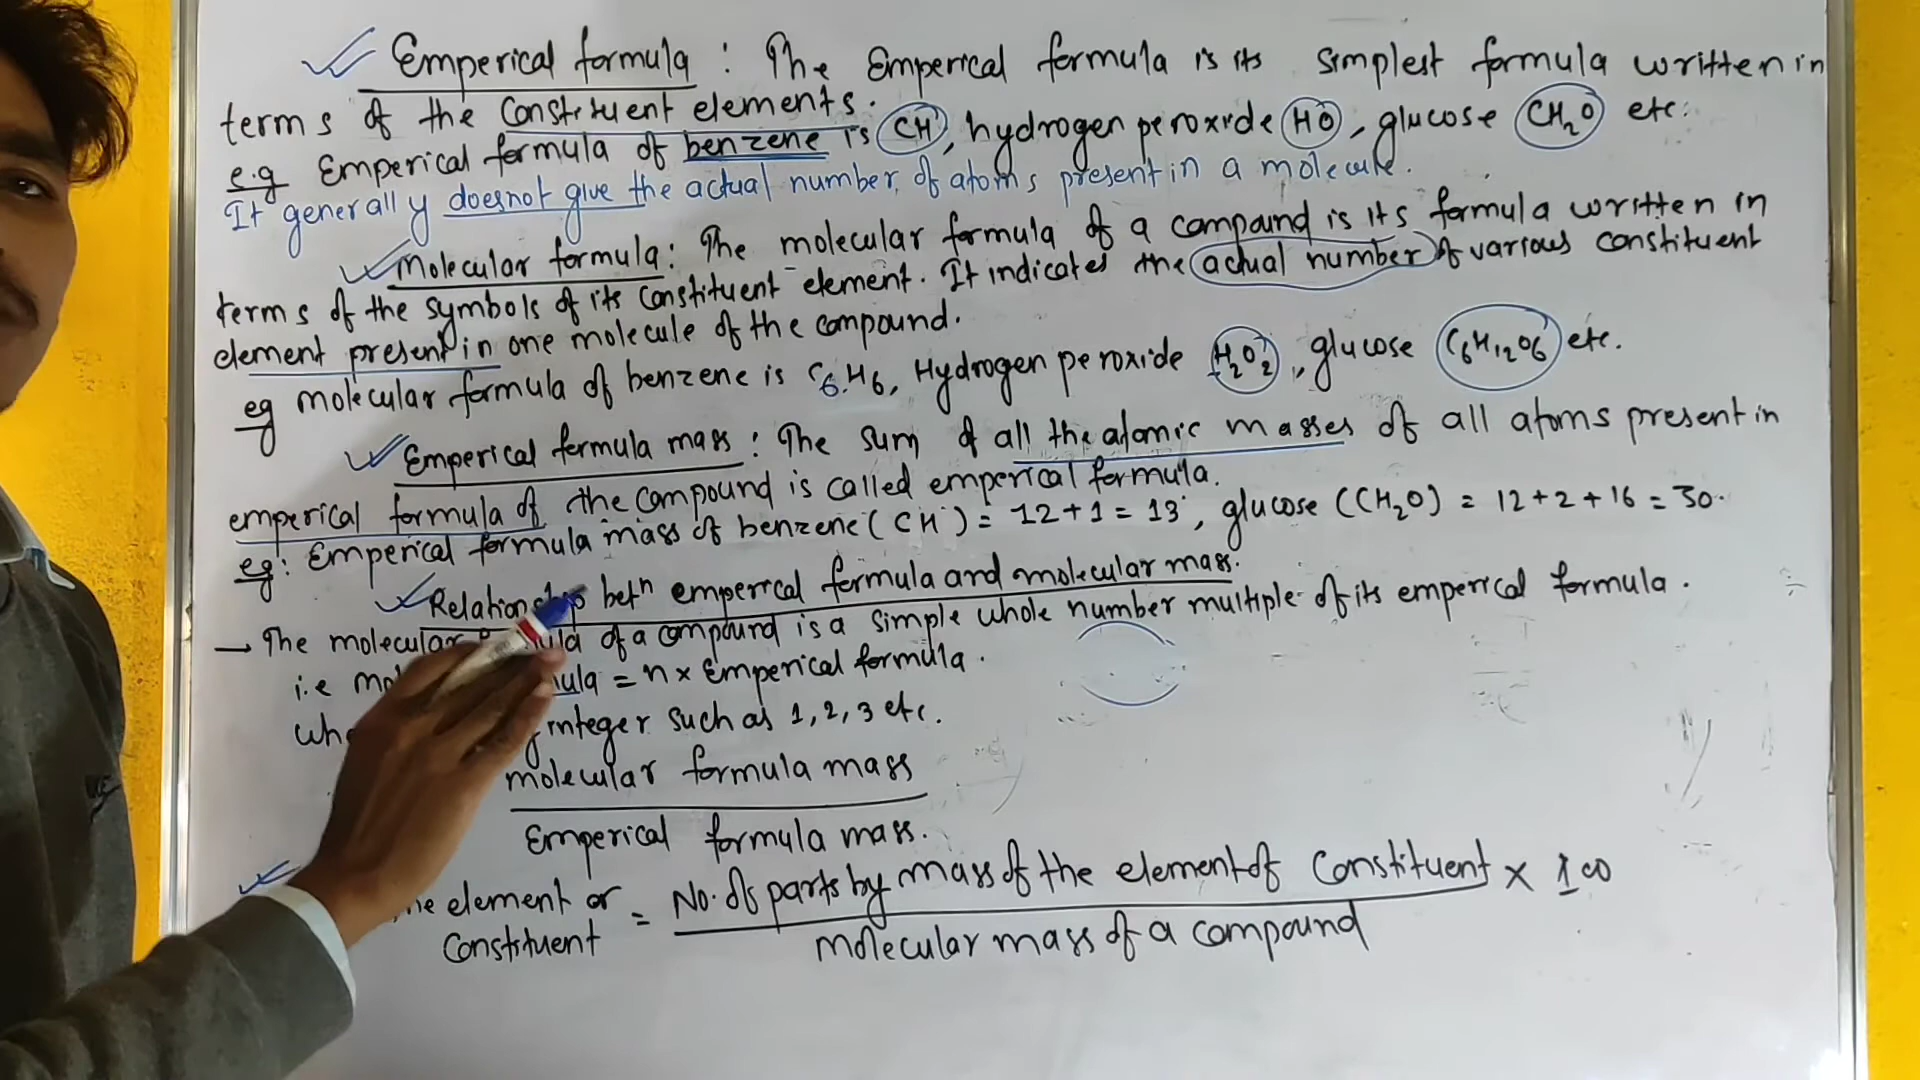 Emperical formula : The Emperical formula is its simplest formula written in
terms of the constituent elements.
e.g Emperical formula of benzene is CH, hydrogen peroxide HO, glucose CH2O etc.
It generally doesnot give the actual number of atoms present in a molecule.
Molecular formula : The molecular formula of a compound is its formula written in
terms of the symbols of its constituent element. It indicates the actual number of various constituent
element present in one molecule of the compound.
eg molecular formula of benzene is C6H6, Hydrogen peroxide H2O2, glucose C6H12O6 etc.
Emperical formula mass : The sum of all the atomic masses of all atoms present in
emperical formula of the compound is called emperical formula.
eg: Emperical formula mass of benzene (CH) = 12+1 = 13, glucose (CH2O) = 12+2+16 = 30.
betn emperical formula and molecular mass.
→ The molecular of a compound is a simple whole number multiple of its emperical formula.
i.e = n x Emperical formula.
integer such as 1, 2, 3 etc.
molecular formula mass
Emperical formula mass.
element or constituent = No. of parts by mass of the element of constituent x 100
molecular mass of a compound